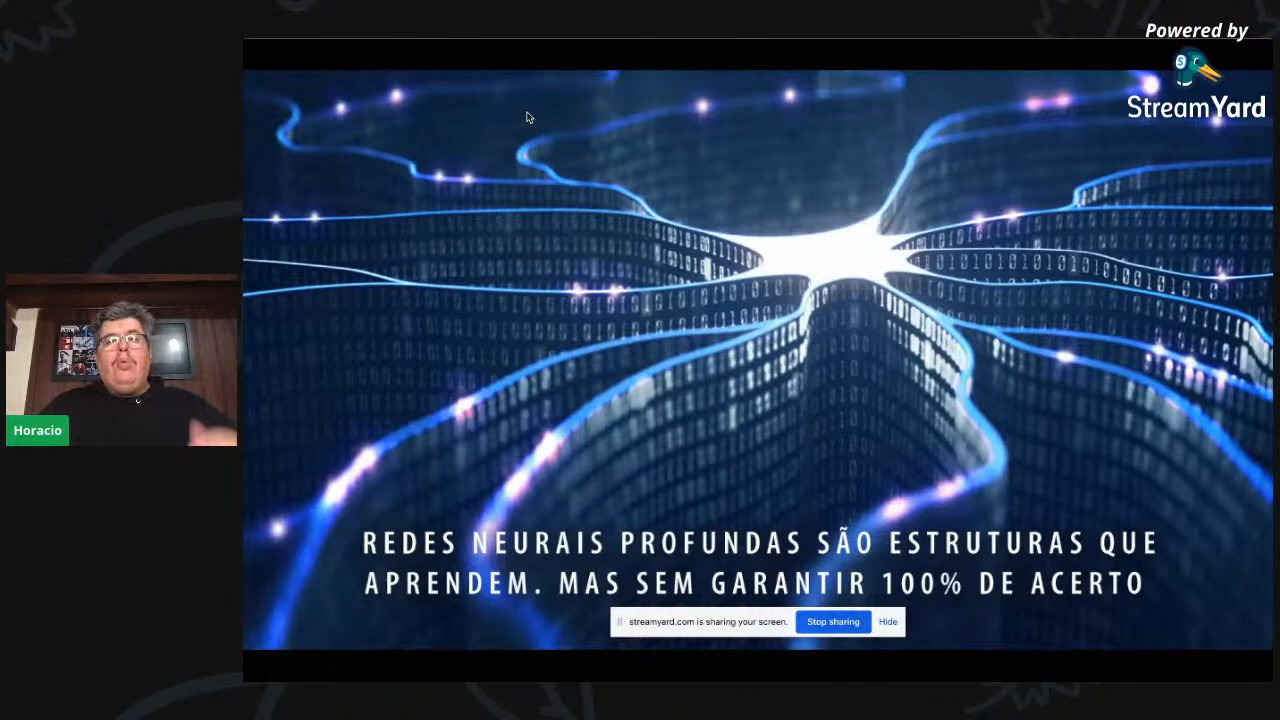 Powered by
StreamYard
Horacio
REDES NEURAIS PROFUNDAS SÃO ESTRUTURAS QUE
APRENDEM. MAS SEM GARANTIR 100% DE ACERTO
streamyard.com is sharing your screen.
Stop sharing
Hide